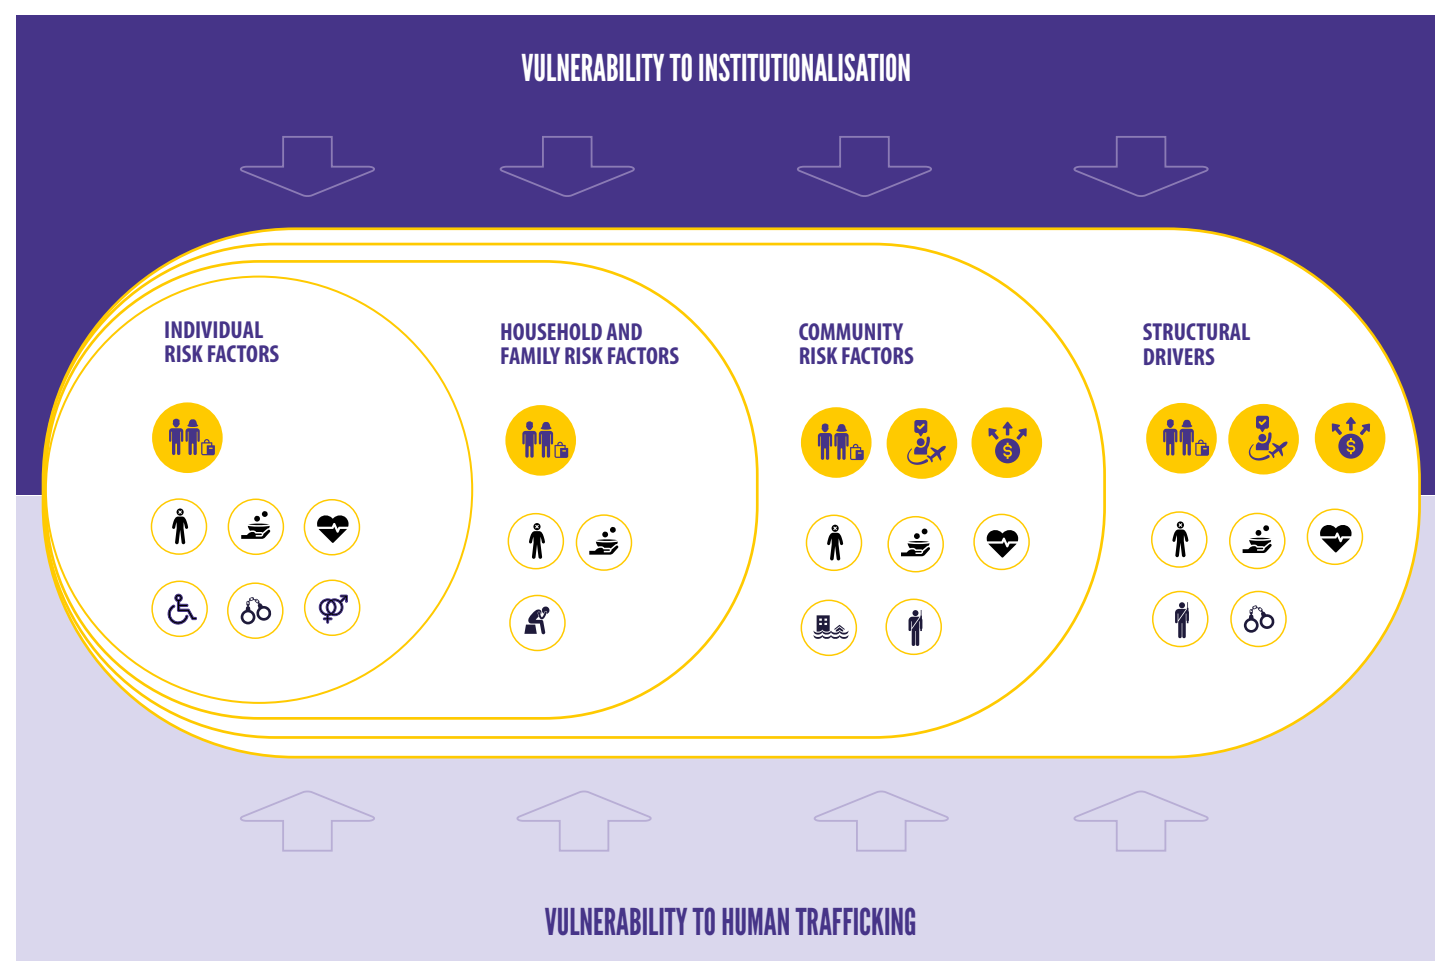 VULNERABILITY TO INSTITUTIONALISATION
INDIVIDUAL
RISK FACTORS
HOUSEHOLD AND
FAMILY RISK FACTORS
COMMUNITY
RISK FACTORS
STRUCTURAL
DRIVERS
$
$
VULNERABILITY TO HUMAN TRAFFICKING